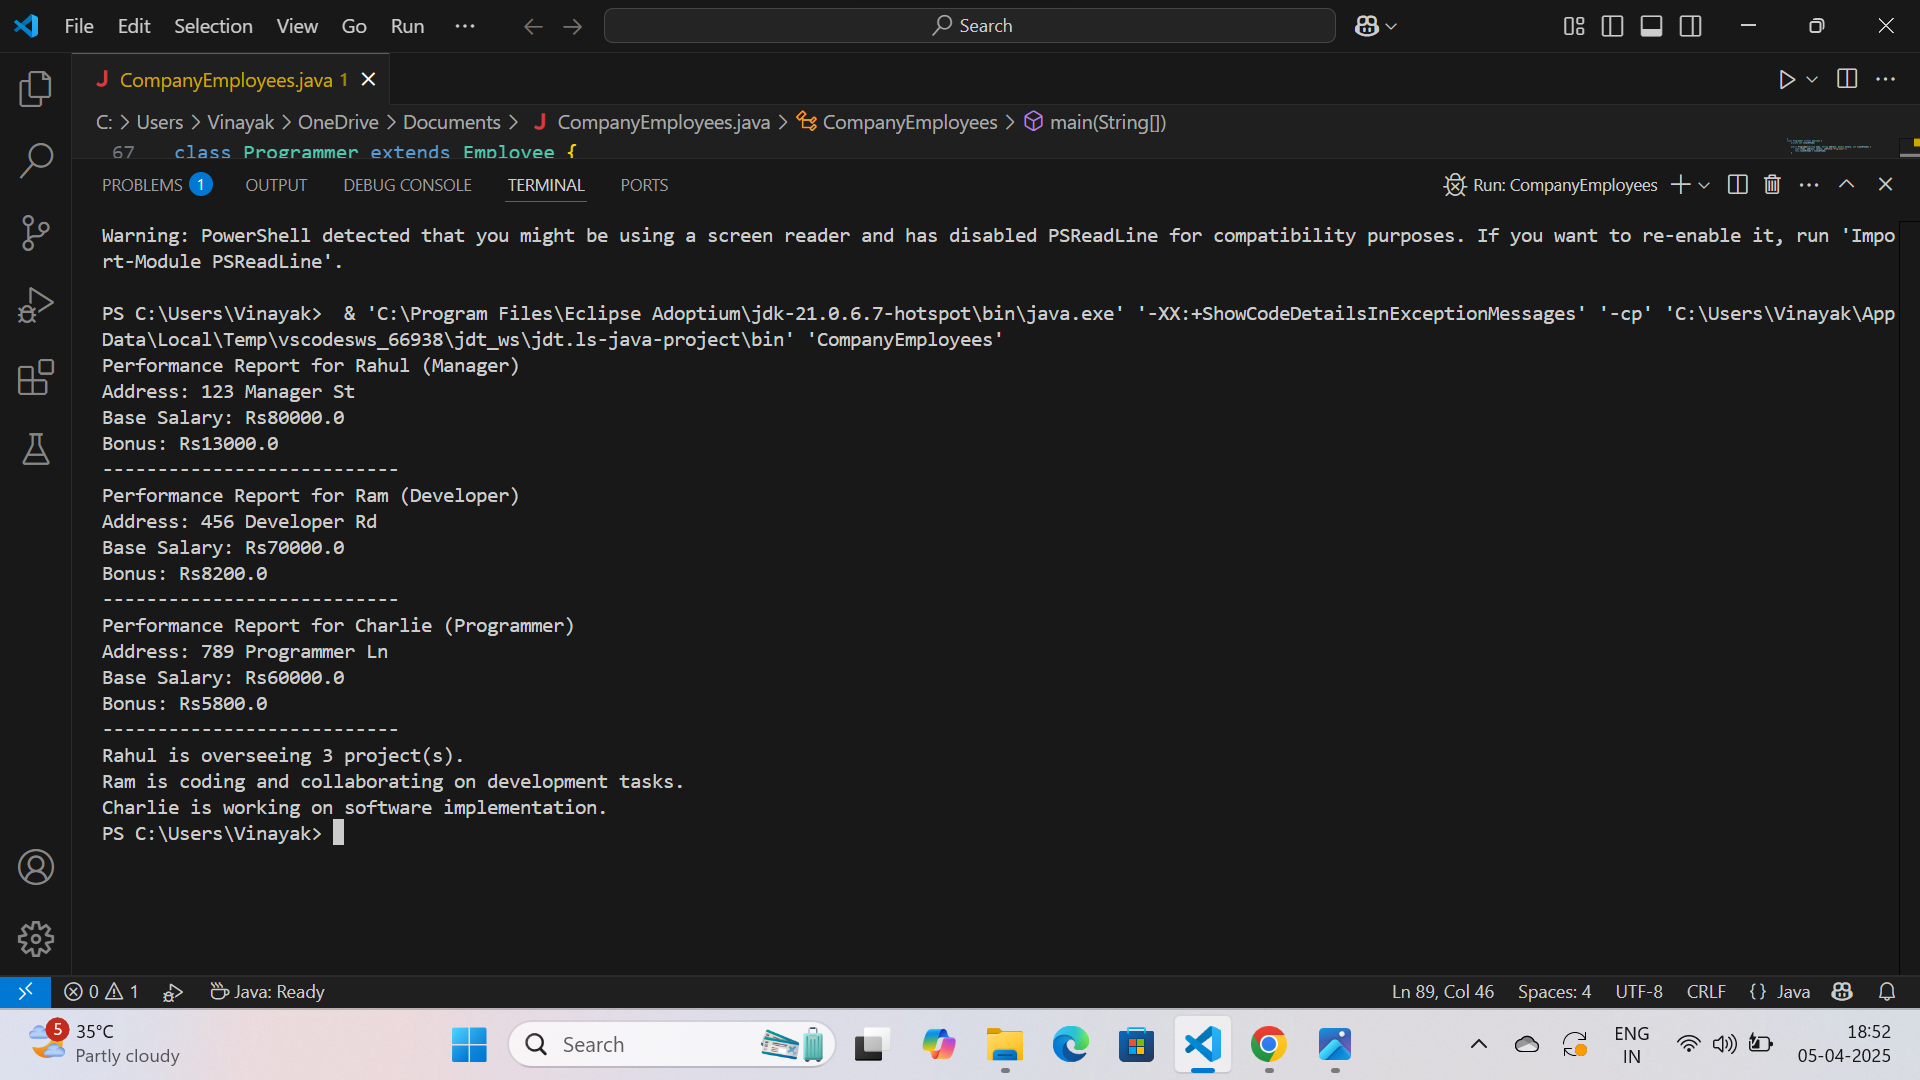 File Edit Selection View Go Run ··· Search
CompanyEmployees.java 1
C: > Users > Vinayak > OneDrive > Documents > CompanyEmployees.java > CompanyEmployees > main(String[])
67 class Programmer extends Employee {
PROBLEMS 1 OUTPUT DEBUG CONSOLE TERMINAL PORTS Run: CompanyEmployees
Warning: PowerShell detected that you might be using a screen reader and has disabled PSReadLine for compatibility purposes. If you want to re-enable it, run 'Impo
rt-Module PSReadLine'.
PS C:\Users\Vinayak>  & 'C:\Program Files\Eclipse Adoptium\jdk-21.0.6.7-hotspot\bin\java.exe' '-XX:+ShowCodeDetailsInExceptionMessages' '-cp' 'C:\Users\Vinayak\App
Data\Local\Temp\vscodesws_66938\jdt_ws\jdt.ls-java-project\bin' 'CompanyEmployees'
Performance Report for Rahul (Manager)
Address: 123 Manager St
Base Salary: Rs80000.0
Bonus: Rs13000.0
---------------------------
Performance Report for Ram (Developer)
Address: 456 Developer Rd
Base Salary: Rs70000.0
Bonus: Rs8200.0
---------------------------
Performance Report for Charlie (Programmer)
Address: 789 Programmer Ln
Base Salary: Rs60000.0
Bonus: Rs5800.0
---------------------------
Rahul is overseeing 3 project(s).
Ram is coding and collaborating on development tasks.
Charlie is working on software implementation.
PS C:\Users\Vinayak>
0 1 Java: Ready Ln 89, Col 46 Spaces: 4 UTF-8 CRLF {} Java
5 35°C
Partly cloudy
Search
ENG
IN
18:52
05-04-2025